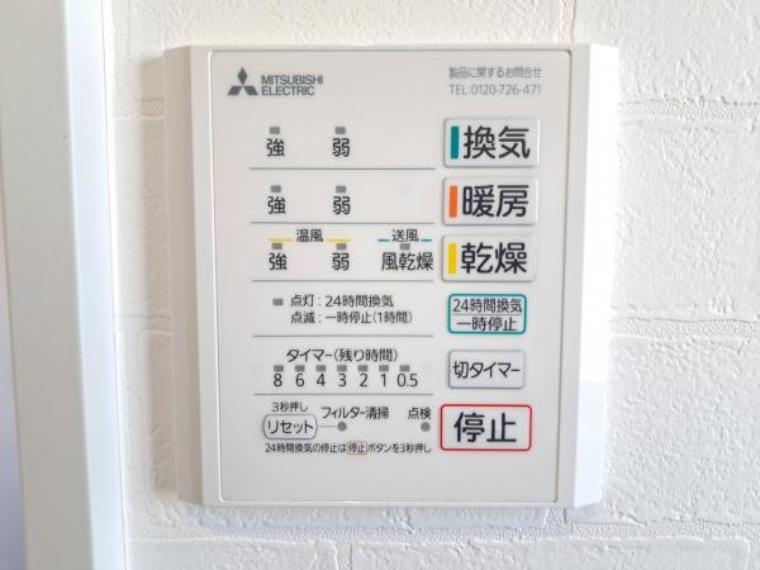 MITSUBISHI
ELECTRIC
製品に関するお問合せ
TEL:0120-726-471
強 弱 換気
強 弱 暖房
温風 送風
強 弱 風乾燥 乾燥
点灯:24時間換気
点滅:一時停止(1時間)
24時間換気
一時停止
タイマー(残り時間)
8 6 4 3 2 1 0.5
切タイマー
3秒押し
リセット フィルター清掃 点検
停止
24時間換気の停止は停止ボタンを3秒押し